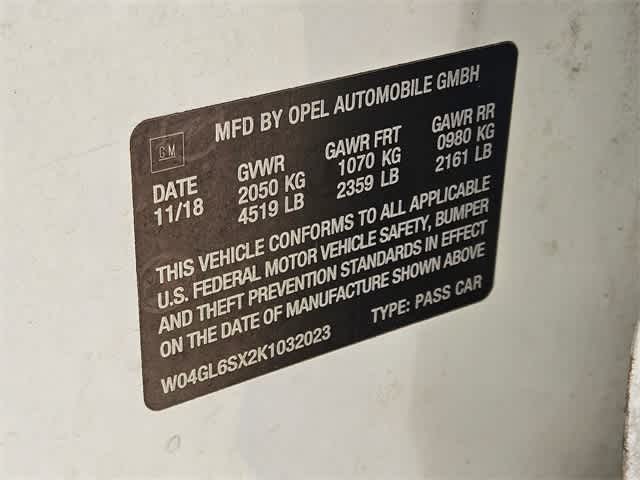 MFD BY OPEL AUTOMOBILE GMBH
GM
DATE GVWR GAWR FRT GAWR RR
11/18 2050 KG 1070 KG 0980 KG
4519 LB 2359 LB 2161 LB
THIS VEHICLE CONFORMS TO ALL APPLICABLE
U.S. FEDERAL MOTOR VEHICLE SAFETY, BUMPER
AND THEFT PREVENTION STANDARDS IN EFFECT
ON THE DATE OF MANUFACTURE SHOWN ABOVE
W04GL6SX2K1032023 TYPE: PASS CAR